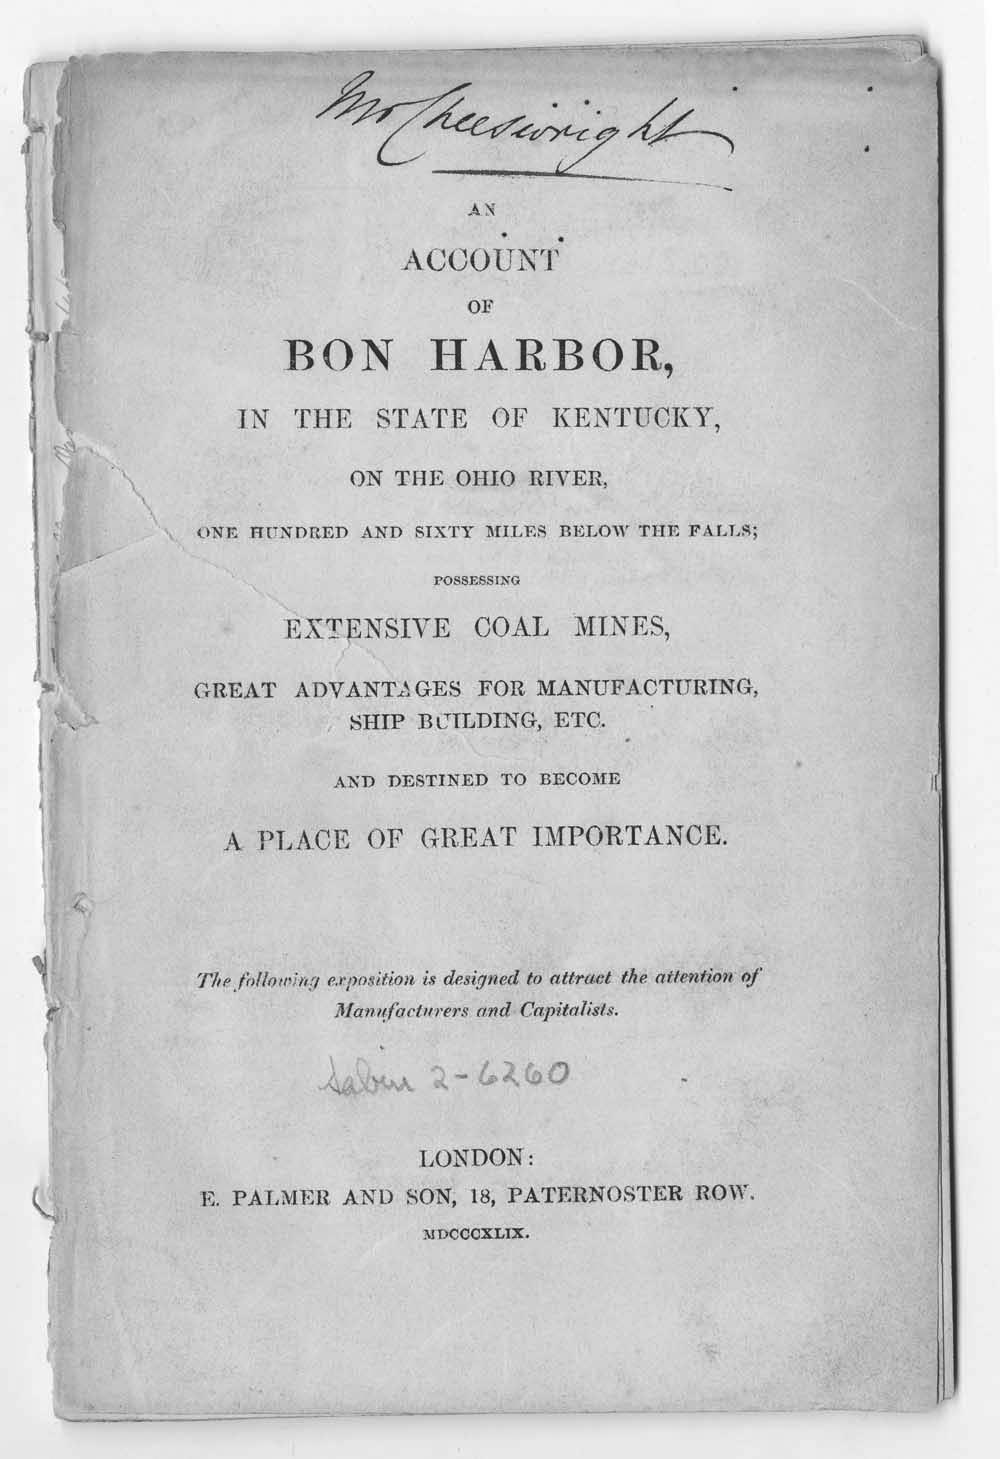 Mr Cheeswright
AN
ACCOUNT
OF
BON HARBOR,
IN THE STATE OF KENTUCKY,
ON THE OHIO RIVER,
ONE HUNDRED AND SIXTY MILES BELOW THE FALLS;
POSSESSING
EXTENSIVE COAL MINES,
GREAT ADVANTAGES FOR MANUFACTURING,
SHIP BUILDING, ETC.
AND DESTINED TO BECOME
A PLACE OF GREAT IMPORTANCE.
The following exposition is designed to attract the attention of
Manufacturers and Capitalists.
Sabin 2-6260
LONDON:
E. PALMER AND SON, 18, PATERNOSTER ROW.
MDCCCXLIX.